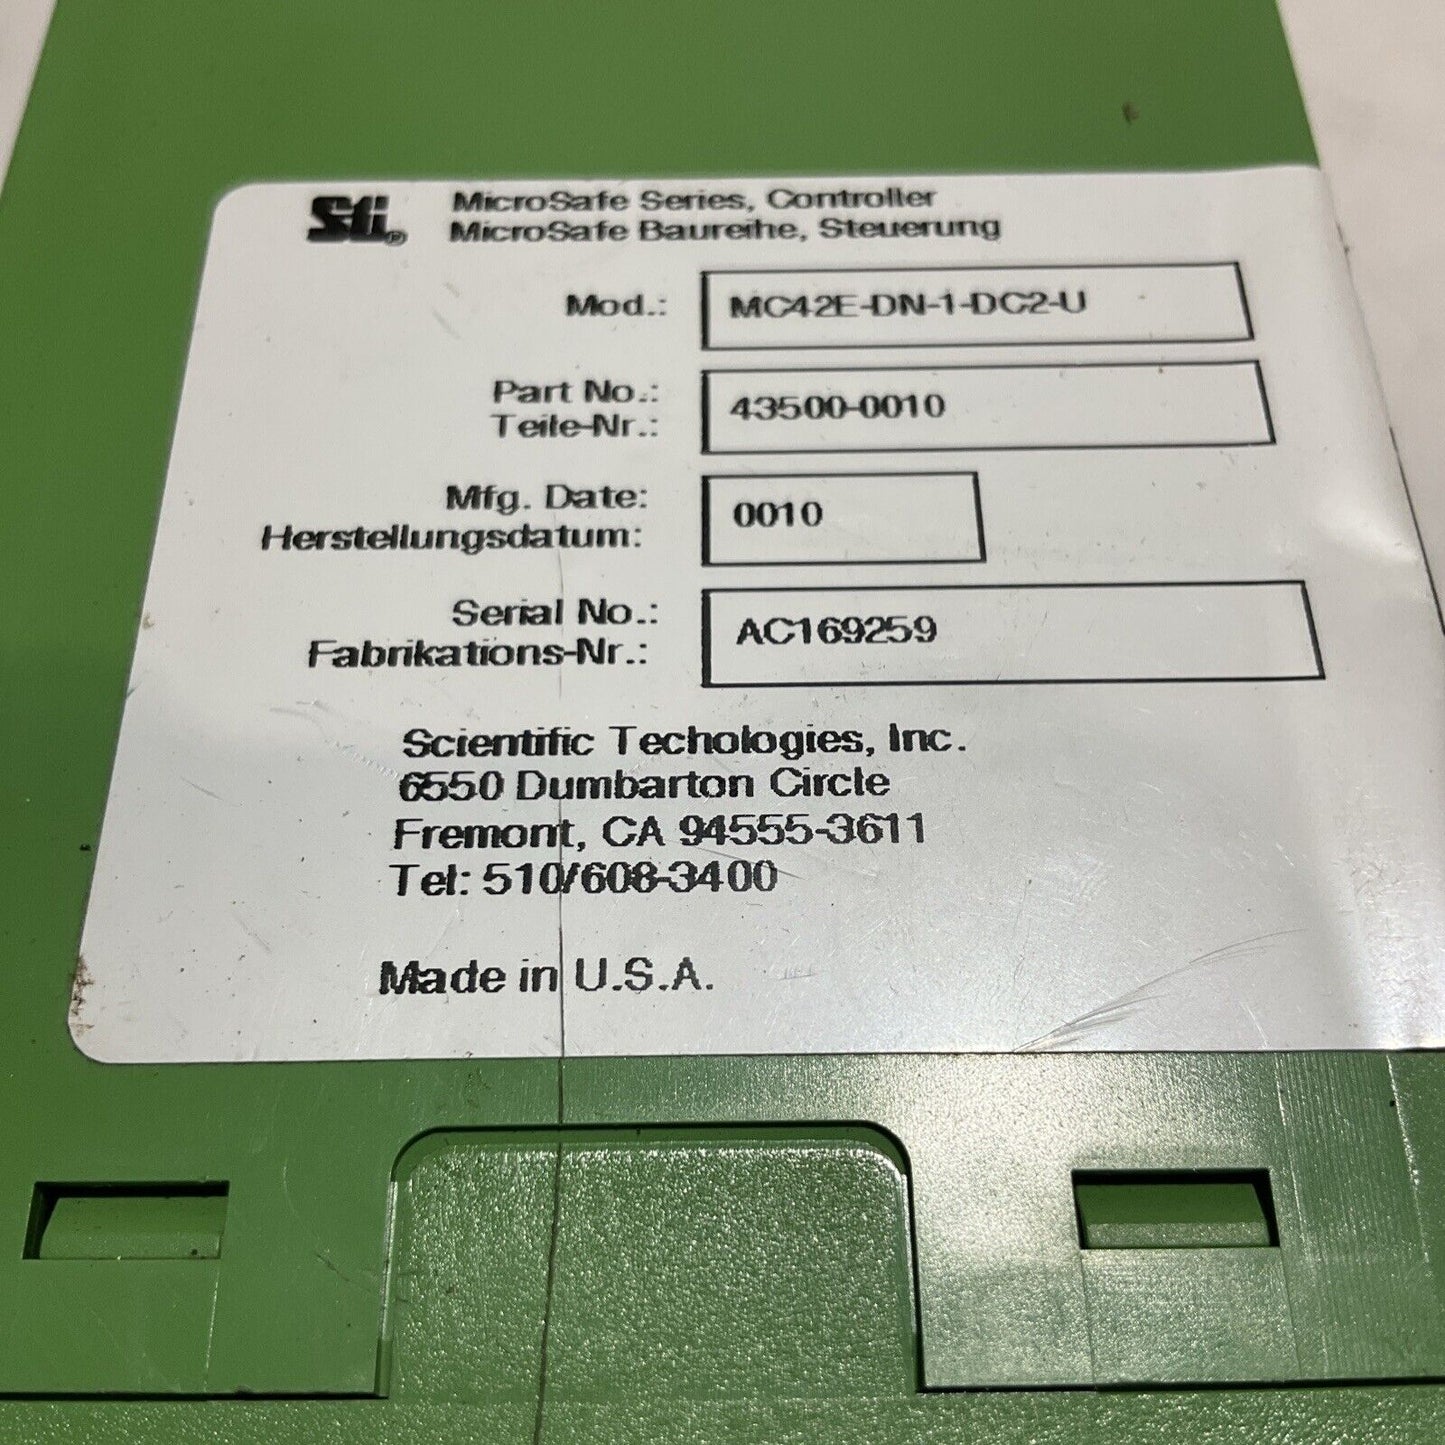 Sti® MicroSafe Series, Controller
MicroSafe Baureihe, Steuerung
Mod.: MC42E-DN-1-DC2-U
Part No.: 43500-0010
Teile-Nr.:
Mfg. Date: 0010
Herstellungsdatum:
Serial No.: AC169259
Fabrikations-Nr.:
Scientific Techologies, Inc.
6550 Dumbarton Circle
Fremont, CA 94555-3611
Tel: 510/608-3400
Made in U.S.A.